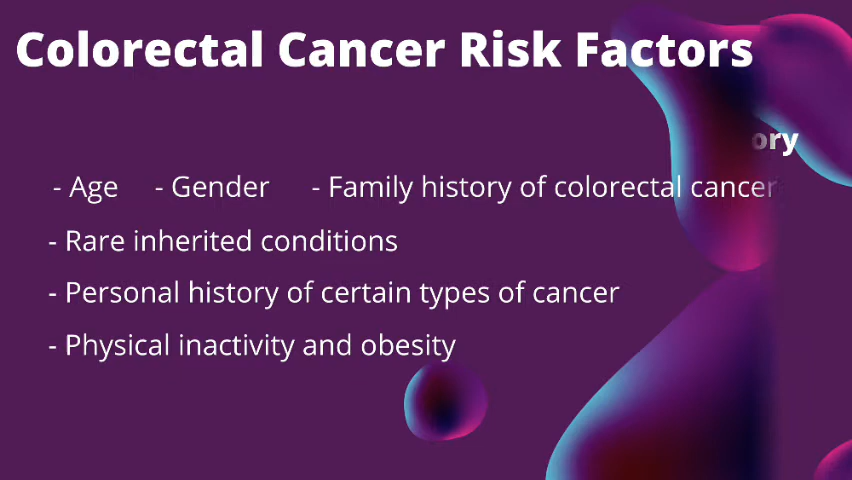 Colorectal Cancer Risk Factors
ory
- Age - Gender - Family history of colorectal cancer
- Rare inherited conditions
- Personal history of certain types of cancer
- Physical inactivity and obesity